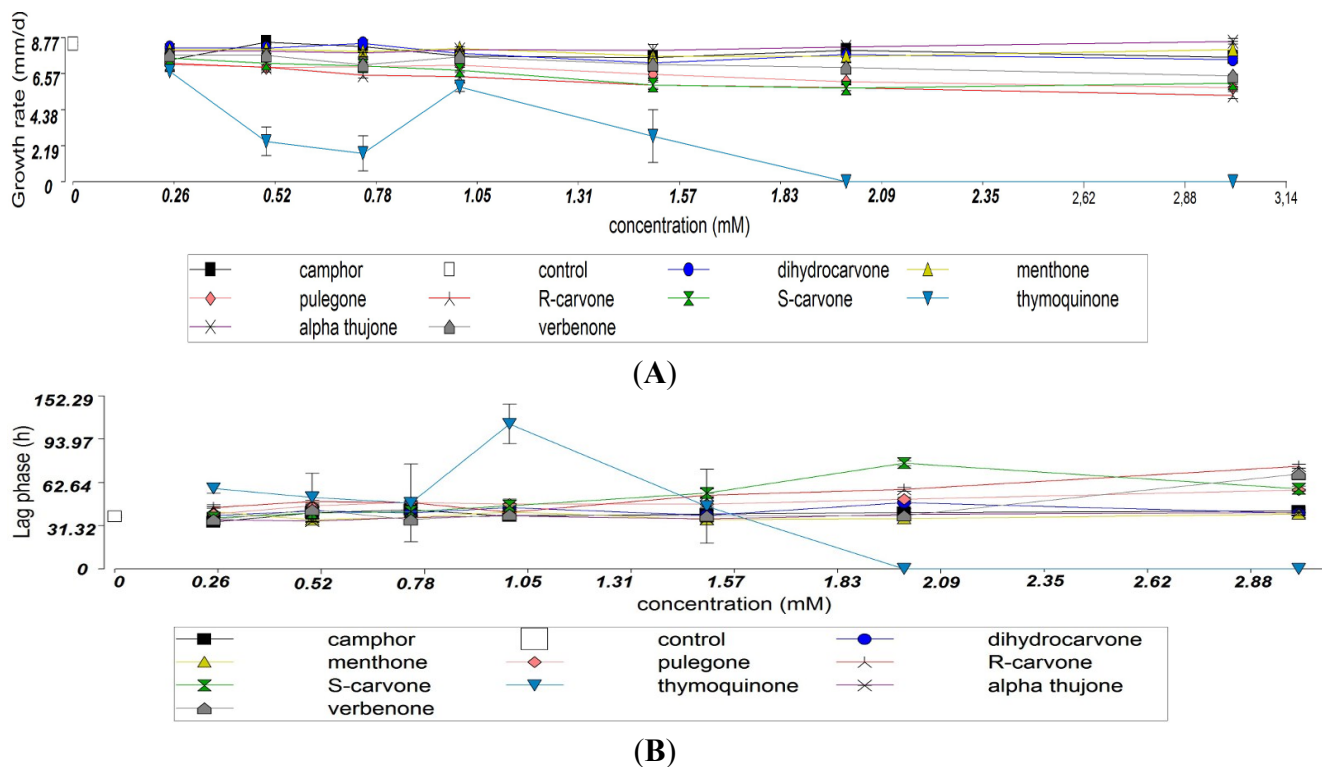 8.77
6.57
4.38
2.19
0
Growth rate (mm/d)
0 0.26 0.52 0.78 1.05 1.31 1.57 1.83 2.09 2.35 2,62 2,88 3,14
concentration (mM)
camphor control dihydrocarvone menthone
pulegone R-carvone S-carvone thymoquinone
alpha thujone verbenone
(A)
152.29
93.97
62.64
31.32
0
Lag phase (h)
0 0.26 0.52 0.78 1.05 1.31 1.57 1.83 2.09 2.35 2.62 2.88
concentration (mM)
camphor control dihydrocarvone
menthone pulegone R-carvone
S-carvone thymoquinone alpha thujone
verbenone
(B)